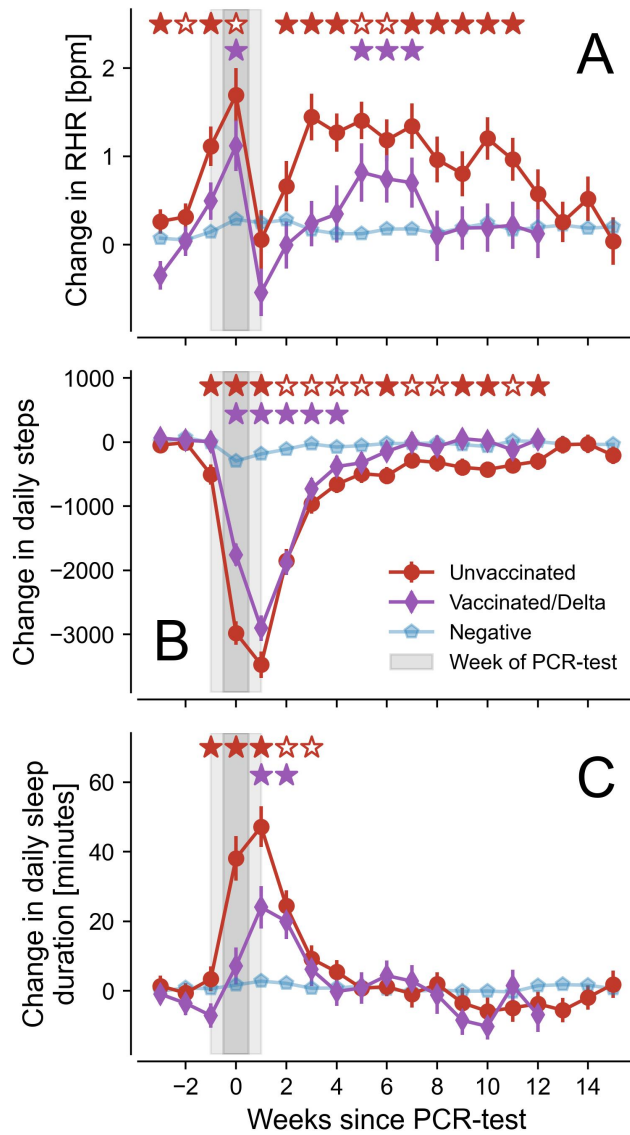 A
Change in RHR [bpm]
2
1
0
B
Change in daily steps
1000
0
−1000
−2000
−3000
Unvaccinated
Vaccinated/Delta
Negative
Week of PCR-test
C
Change in daily sleep
duration [minutes]
60
40
20
0
−2 0 2 4 6 8 10 12 14
Weeks since PCR-test